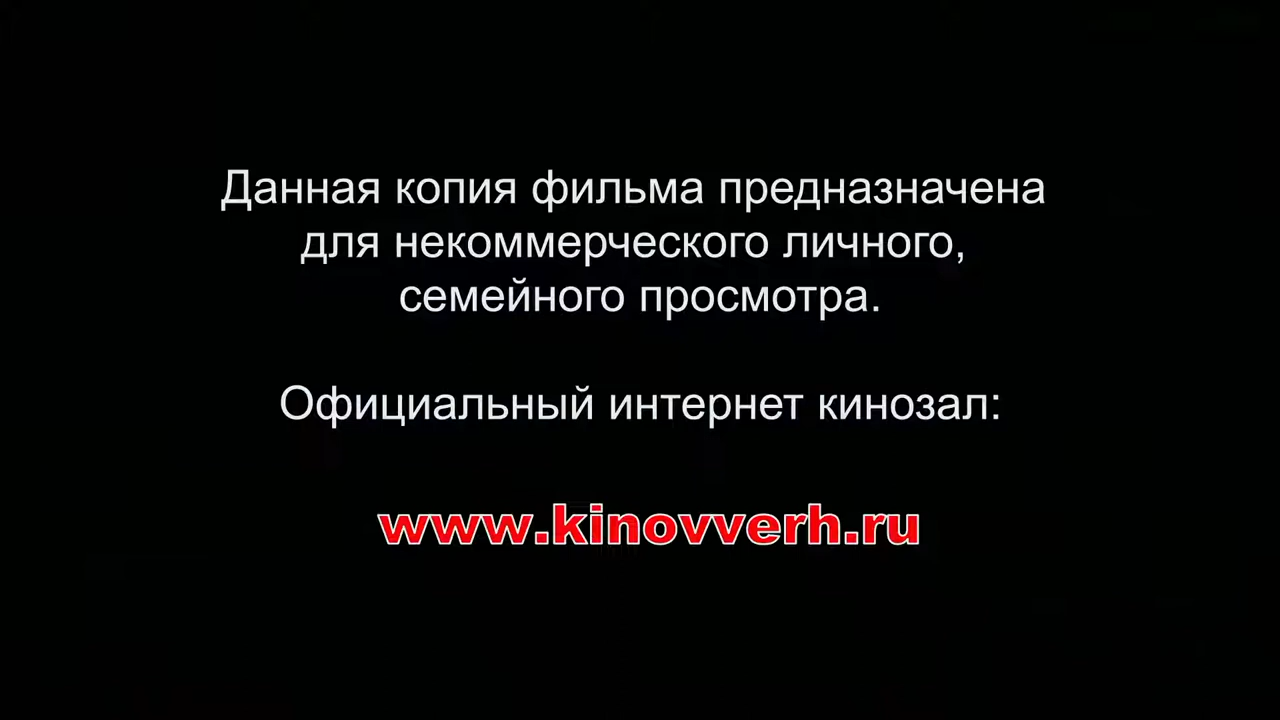 Данная копия фильма предназначена
для некоммерческого личного,
семейного просмотра.
Официальный интернет кинозал:
www.kinovverh.ru